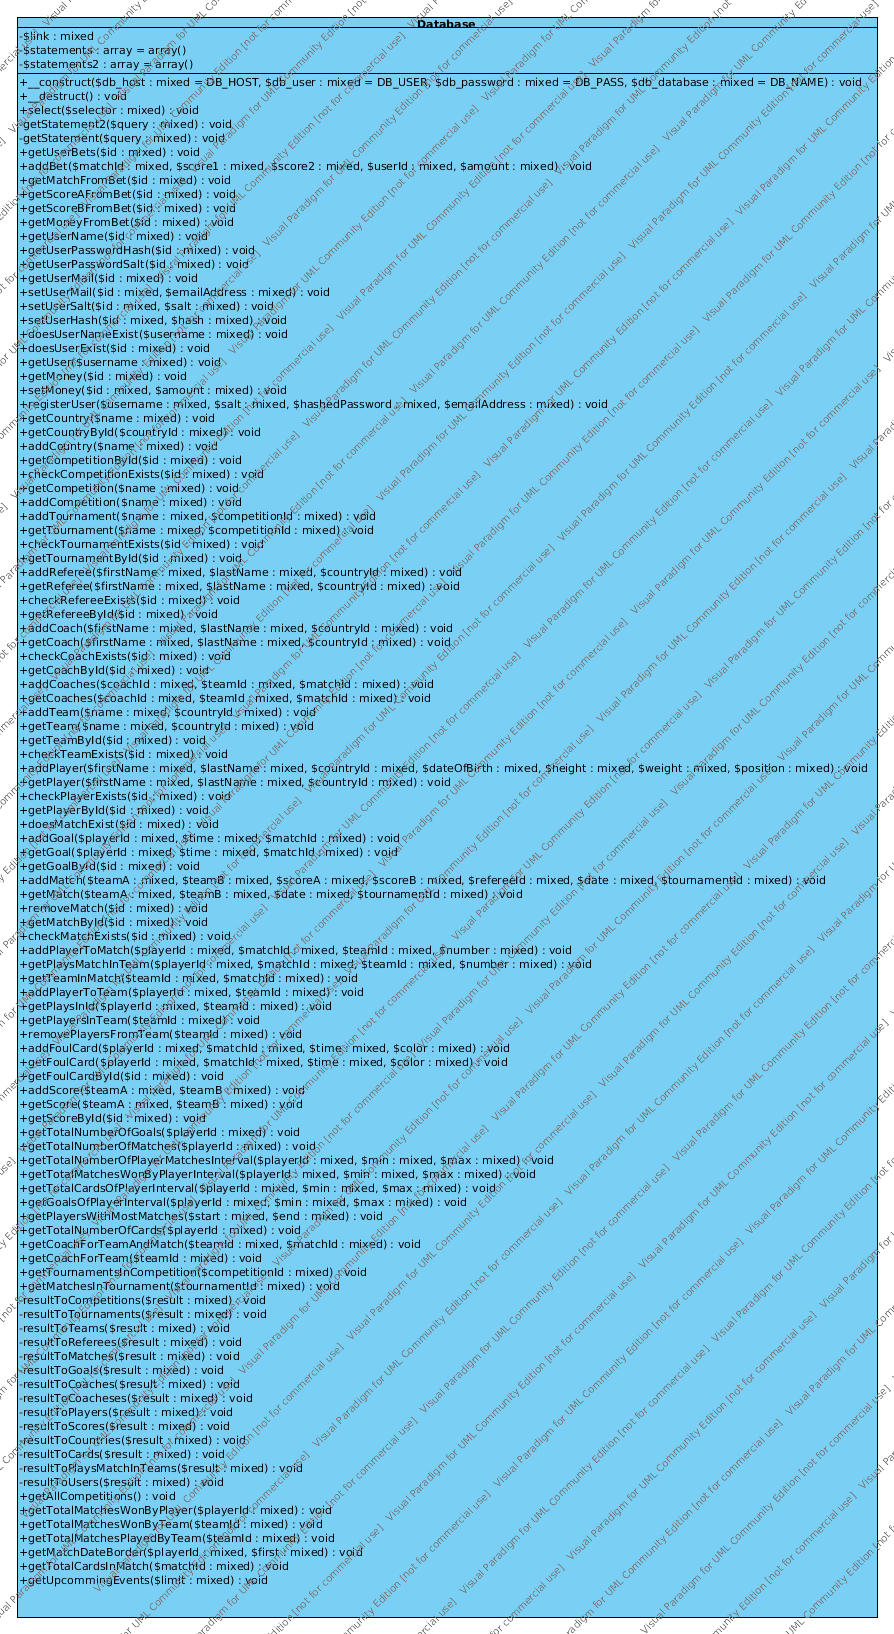 Database
-$link : mixed
-$statements : array = array()
-$statements2 : array = array()
+__construct($db_host : mixed = DB_HOST, $db_user : mixed = DB_USER, $db_password : mixed = DB_PASS, $db_database : mixed = DB_NAME) : void
+__destruct() : void
+select($selector : mixed) : void
-getStatement2($query : mixed) : void
-getStatement($query : mixed) : void
+getUserBets($id : mixed) : void
+addBet($matchId : mixed, $score1 : mixed, $score2 : mixed, $userId : mixed, $amount : mixed) : void
+getMatchFromBet($id : mixed) : void
+getScoreAFromBet($id : mixed) : void
+getScoreBFromBet($id : mixed) : void
+getMoneyFromBet($id : mixed) : void
+getUserName($id : mixed) : void
+getUserPasswordHash($id : mixed) : void
+getUserPasswordSalt($id : mixed) : void
+getUserMail($id : mixed) : void
+setUserMail($id : mixed, $emailAddress : mixed) : void
+setUserSalt($id : mixed, $salt : mixed) : void
+setUserHash($id : mixed, $hash : mixed) : void
+doesUserNameExist($username : mixed) : void
+doesUserExist($id : mixed) : void
+getUser($username : mixed) : void
+getMoney($id : mixed) : void
+setMoney($id : mixed, $amount : mixed) : void
+registerUser($username : mixed, $salt : mixed, $hashedPassword : mixed, $emailAddress : mixed) : void
+getCountry($name : mixed) : void
+getCountryById($countryId : mixed) : void
+addCountry($name : mixed) : void
+getCompetitionById($id : mixed) : void
+checkCompetitionExists($id : mixed) : void
+getCompetition($name : mixed) : void
+addCompetition($name : mixed) : void
+addTournament($name : mixed, $competitionId : mixed) : void
+getTournament($name : mixed, $competitionId : mixed) : void
+checkTournamentExists($id : mixed) : void
+getTournamentById($id : mixed) : void
+addReferee($firstName : mixed, $lastName : mixed, $countryId : mixed) : void
+getReferee($firstName : mixed, $lastName : mixed, $countryId : mixed) : void
+checkRefereeExists($id : mixed) : void
+getRefereeById($id : mixed) : void
+addCoach($firstName : mixed, $lastName : mixed, $countryId : mixed) : void
+getCoach($firstName : mixed, $lastName : mixed, $countryId : mixed) : void
+checkCoachExists($id : mixed) : void
+getCoachById($id : mixed) : void
+addCoaches($coachId : mixed, $teamId : mixed, $matchId : mixed) : void
+getCoaches($coachId : mixed, $teamId : mixed, $matchId : mixed) : void
+addTeam($name : mixed, $countryId : mixed) : void
+getTeam($name : mixed, $countryId : mixed) : void
+getTeamById($id : mixed) : void
+checkTeamExists($id : mixed) : void
+addPlayer($firstName : mixed, $lastName : mixed, $countryId : mixed, $dateOfBirth : mixed, $height : mixed, $weight : mixed, $position : mixed) : void
+getPlayer($firstName : mixed, $lastName : mixed, $countryId : mixed) : void
+checkPlayerExists($id : mixed) : void
+getPlayerById($id : mixed) : void
+doesMatchExist($id : mixed) : void
+addGoal($playerId : mixed, $time : mixed, $matchId : mixed) : void
+getGoal($playerId : mixed, $time : mixed, $matchId : mixed) : void
+getGoalById($id : mixed) : void
+addMatch($teamA : mixed, $teamB : mixed, $scoreA : mixed, $scoreB : mixed, $refereeId : mixed, $date : mixed, $tournamentId : mixed) : void
+getMatch($teamA : mixed, $teamB : mixed, $date : mixed, $tournamentId : mixed) : void
+removeMatch($id : mixed) : void
+getMatchById($id : mixed) : void
+checkMatchExists($id : mixed) : void
+addPlayerToMatch($playerId : mixed, $matchId : mixed, $teamId : mixed, $number : mixed) : void
+getPlaysMatchInTeam($playerId : mixed, $matchId : mixed, $teamId : mixed, $number : mixed) : void
+getTeamInMatch($teamId : mixed, $matchId : mixed) : void
+addPlayerToTeam($playerId : mixed, $teamId : mixed) : void
+getPlaysInId($playerId : mixed, $teamId : mixed) : void
+getPlayersInTeam($teamId : mixed) : void
+removePlayersFromTeam($teamId : mixed) : void
+addFoulCard($playerId : mixed, $matchId : mixed, $time : mixed, $color : mixed) : void
+getFoulCard($playerId : mixed, $matchId : mixed, $time : mixed, $color : mixed) : void
+getFoulCardById($id : mixed) : void
+addScore($teamA : mixed, $teamB : mixed) : void
+getScore($teamA : mixed, $teamB : mixed) : void
+getScoreById($id : mixed) : void
+getTotalNumberOfGoals($playerId : mixed) : void
+getTotalNumberOfMatches($playerId : mixed) : void
+getTotalNumberOfPlayerMatchesInterval($playerId : mixed, $min : mixed, $max : mixed) : void
+getTotalMatchesWonByPlayerInterval($playerId : mixed, $min : mixed, $max : mixed) : void
+getTotalCardsOfPlayerInterval($playerId : mixed, $min : mixed, $max : mixed) : void
+getGoalsOfPlayerInterval($playerId : mixed, $min : mixed, $max : mixed) : void
+getPlayersWithMostMatches($start : mixed, $end : mixed) : void
+getTotalNumberOfCards($playerId : mixed) : void
+getCoachForTeamAndMatch($teamId : mixed, $matchId : mixed) : void
+getCoachForTeam($teamId : mixed) : void
+getTournamentsInCompetition($competitionId : mixed) : void
+getMatchesInTournament($tournamentId : mixed) : void
-resultToCompetitions($result : mixed) : void
-resultToTournaments($result : mixed) : void
-resultToTeams($result : mixed) : void
-resultToReferees($result : mixed) : void
-resultToMatches($result : mixed) : void
-resultToGoals($result : mixed) : void
-resultToCoaches($result : mixed) : void
-resultToCoacheses($result : mixed) : void
-resultToPlayers($result : mixed) : void
-resultToScores($result : mixed) : void
-resultToCountries($result : mixed) : void
-resultToCards($result : mixed) : void
-resultToPlaysMatchInTeams($result : mixed) : void
-resultToUsers($result : mixed) : void
+getAllCompetitions() : void
+getTotalMatchesWonByPlayer($playerId : mixed) : void
+getTotalMatchesWonByTeam($teamId : mixed) : void
+getTotalMatchesPlayedByTeam($teamId : mixed) : void
+getMatchDateBorder($playerId : mixed, $first : mixed) : void
+getTotalCardsInMatch($matchId : mixed) : void
+getUpcommingEvents($limit : mixed) : void
Visual Paradigm for UML Community Edition [not for commercial use]